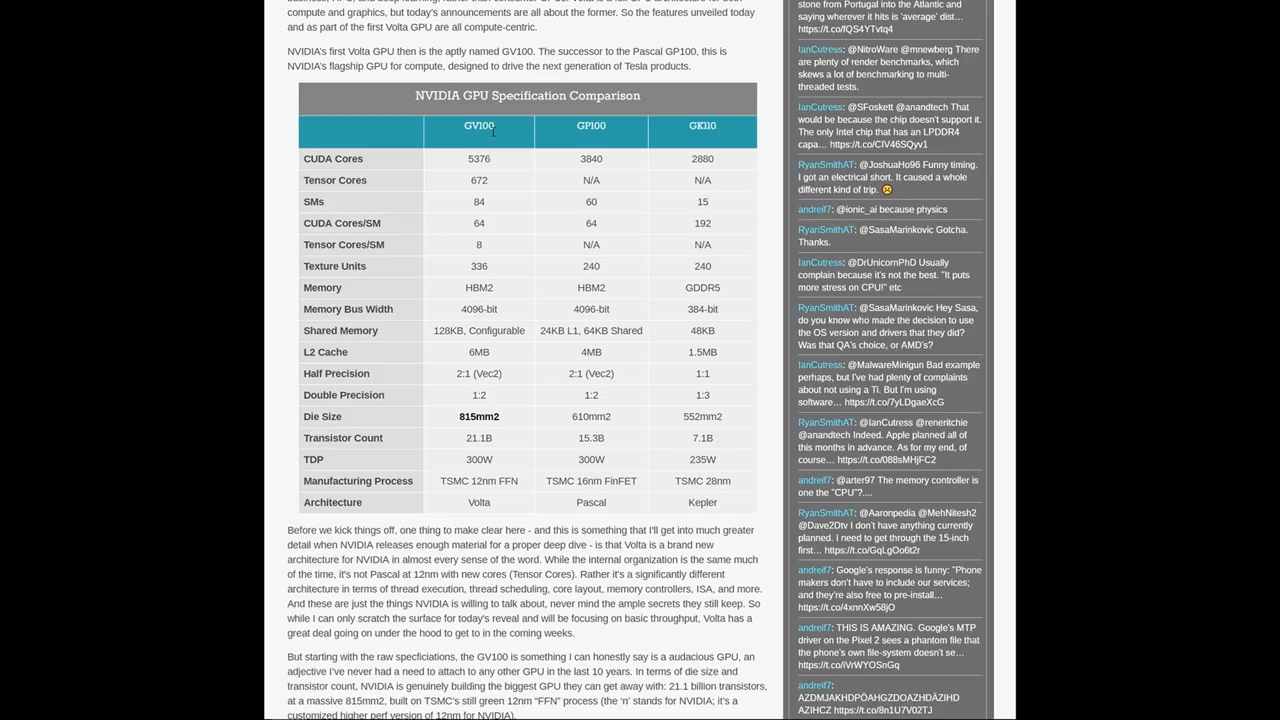 compute and graphics, but today's announcements are all about the former. So the features unveiled today
and as part of the first Volta GPU are all compute-centric.
NVIDIA's first Volta GPU then is the aptly named GV100. The successor to the Pascal GP100, this is
NVIDIA's flagship GPU for compute, designed to drive the next generation of Tesla products.
NVIDIA GPU Specification Comparison
GV100 GP100 GK110
CUDA Cores 5376 3840 2880
Tensor Cores 672 N/A N/A
SMs 84 60 15
CUDA Cores/SM 64 64 192
Tensor Cores/SM 8 N/A N/A
Texture Units 336 240 240
Memory HBM2 HBM2 GDDR5
Memory Bus Width 4096-bit 4096-bit 384-bit
Shared Memory 128KB, Configurable 24KB L1, 64KB Shared 48KB
L2 Cache 6MB 4MB 1.5MB
Half Precision 2:1 (Vec2) 2:1 (Vec2) 1:1
Double Precision 1:2 1:2 1:3
Die Size 815mm2 610mm2 552mm2
Transistor Count 21.1B 15.3B 7.1B
TDP 300W 300W 235W
Manufacturing Process TSMC 12nm FFN TSMC 16nm FinFET TSMC 28nm
Architecture Volta Pascal Kepler
Before we kick things off, one thing to make clear here - and this is something that I'll get into much greater
detail when NVIDIA releases enough material for a proper deep dive - is that Volta is a brand new
architecture for NVIDIA in almost every sense of the word. While the internal organization is the same much
of the time, it's not Pascal at 12nm with new cores (Tensor Cores). Rather it's a significantly different
architecture in terms of thread execution, thread scheduling, core layout, memory controllers, ISA, and more.
And these are just the things NVIDIA is willing to talk about, never mind the ample secrets they still keep. So
while I can only scratch the surface for today's reveal and will be focusing on basic throughput, Volta has a
great deal going on under the hood to get to in the coming weeks.
But starting with the raw specficiations, the GV100 is something I can honestly say is a audacious GPU, an
adjective I've never had a need to attach to any other GPU in the last 10 years. In terms of die size and
transistor count, NVIDIA is genuinely building the biggest GPU they can get away with: 21.1 billion transistors,
at a massive 815mm2, built on TSMC's still green 12nm "FFN" process (the 'n' stands for NVIDIA; it's a
customized higher perf version of 12nm for NVIDIA).
stone from Portugal into the Atlantic and
saying wherever it hits is 'average' dist…
https://t.co/fQS4YTvtq4
IanCutress: @NitroWare @mnewberg There
are plenty of render benchmarks, which
skews a lot of benchmarking to multi-
threaded tests.
IanCutress: @SFoskett @anandtech That
would be because the chip doesn't support it.
The only Intel chip that has an LPDDR4
capa… https://t.co/CIV46SQyv1
RyanSmithAT: @JoshuaHo96 Funny timing.
I got an electrical short. It caused a whole
different kind of trip. ☹
andreif7: @ionic_ai because physics
RyanSmithAT: @SasaMarinkovic Gotcha.
Thanks.
IanCutress: @DrUnicornPhD Usually
complain because it's not the best. "It puts
more stress on CPU!" etc
RyanSmithAT: @SasaMarinkovic Hey Sasa,
do you know who made the decision to use
the OS version and drivers that they did?
Was that QA's choice, or AMD's?
IanCutress: @MalwareMinigun Bad example
perhaps, but I've had plenty of complaints
about not using a Ti. But I'm using
software… https://t.co/7yLDgaeXcG
RyanSmithAT: @IanCutress @reneritchie
@anandtech Indeed. Apple planned all of
this months in advance. As for my end, of
course… https://t.co/088sMHjFC2
andreif7: @arter97 The memory controller is
one the "CPU"?....
RyanSmithAT: @Aaronpedia @MehNitesh2
@Dave2Dtv I don't have anything currently
planned. I need to get through the 15-inch
first… https://t.co/GqLgOo6t2r
andreif7: Google's response is funny: "Phone
makers don't have to include our services;
and they're also free to pre-install…
https://t.co/4xnnXw58jO
andreif7: THIS IS AMAZING. Google's MTP
driver on the Pixel 2 sees a phantom file that
the phone's own file-system doesn't se…
https://t.co/iVrWYOSnGq
andreif7:
AZDMJAKHDPÖAHGZDOAZHDÄZIHD
AZIHCZ https://t.co/8n1U7V02TJ